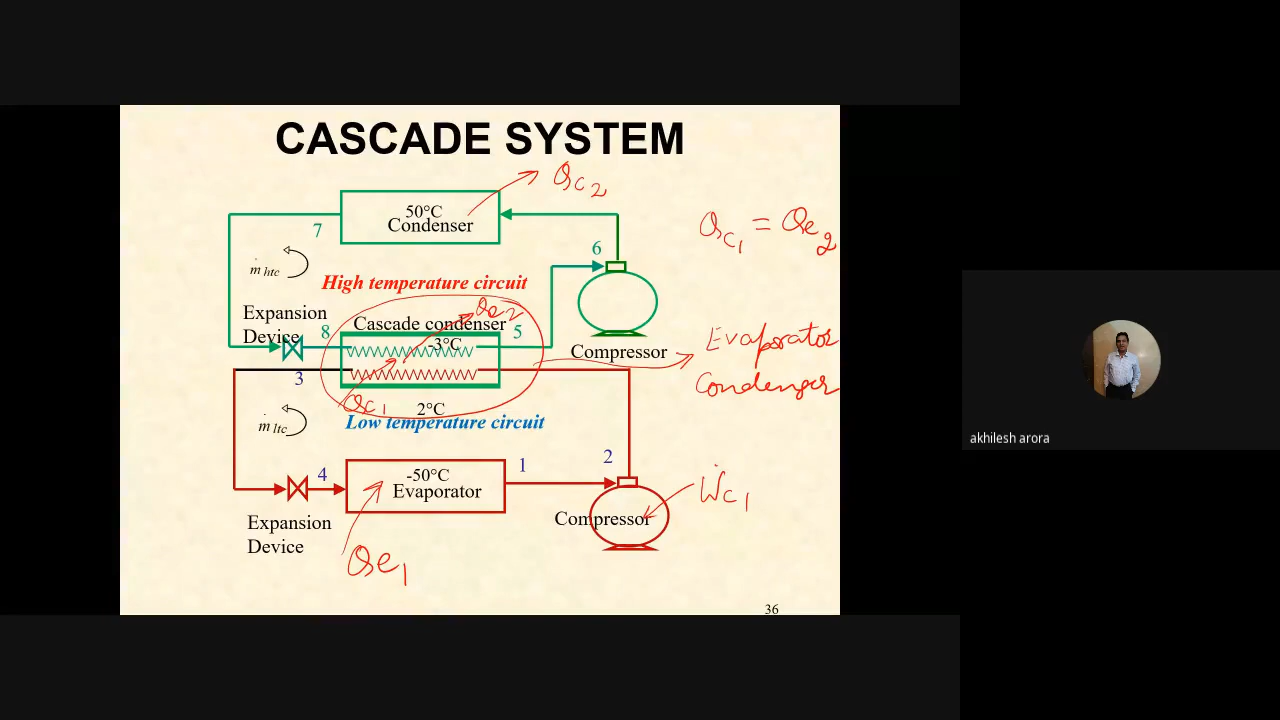 CASCADE SYSTEM
Qc2
50°C
Condenser
7
Qc1 = Qe2
6
ṁ htc
High temperature circuit
Qe2
Expansion
Device
8
Cascade condenser
5
-3°C
Compressor
Evaporator
Condenser
3
Qc1
2°C
ṁ ltc
Low temperature circuit
akhilesh arora
4
-50°C
Evaporator
1
2
Ẇc1
Expansion
Device
Compressor
Qe1
36